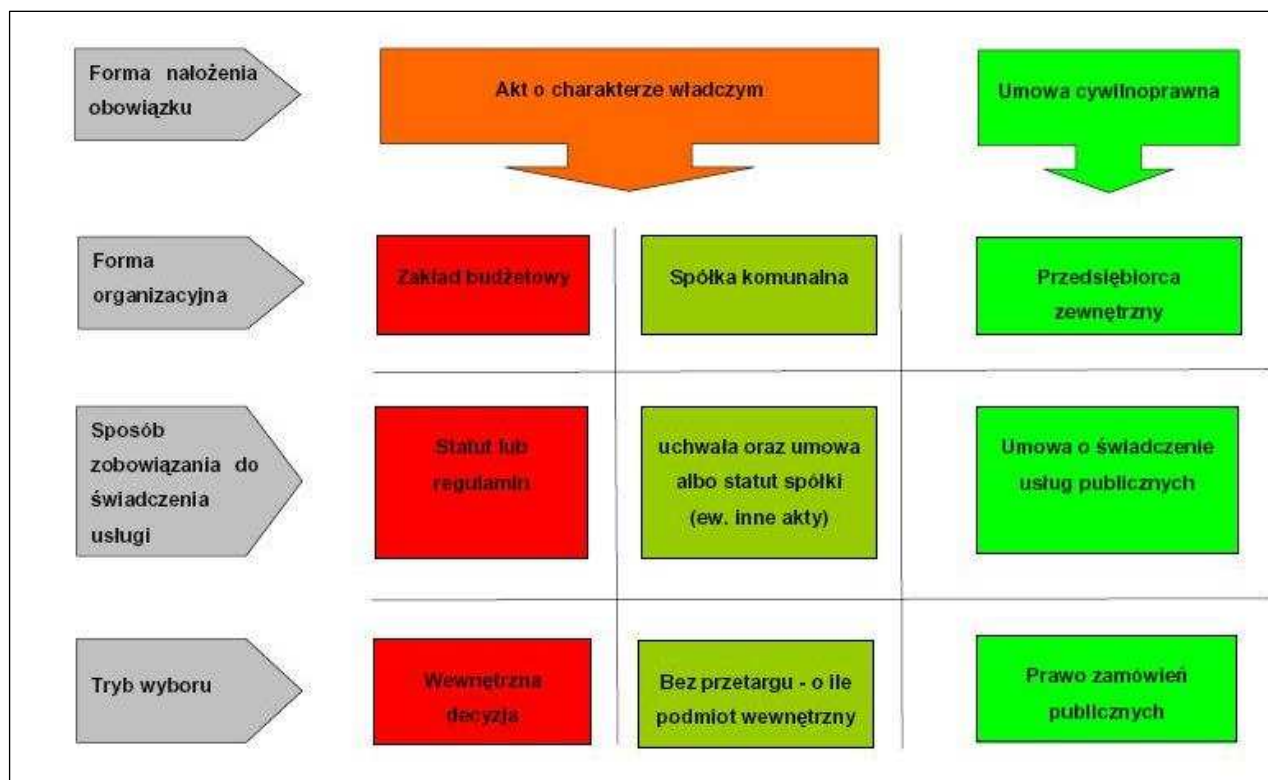 Forma nałożenia
obowiązku
Akt o charakterze władczym
Umowa cywilnoprawna
Forma
organizacyjna
Zakład budżetowy
Spółka komunalna
Przedsiębiorca
zewnętrzny
Sposób
zobowiązania do
świadczenia
usługi
Statut lub
regulamin
uchwała oraz umowa
albo statut spółki
(ew. inne akty)
Umowa o świadczenie
usług publicznych
Tryb wyboru
Wewnętrzna
decyzja
Bez przetargu - o ile
podmiot wewnętrzny
Prawo zamówień
publicznych